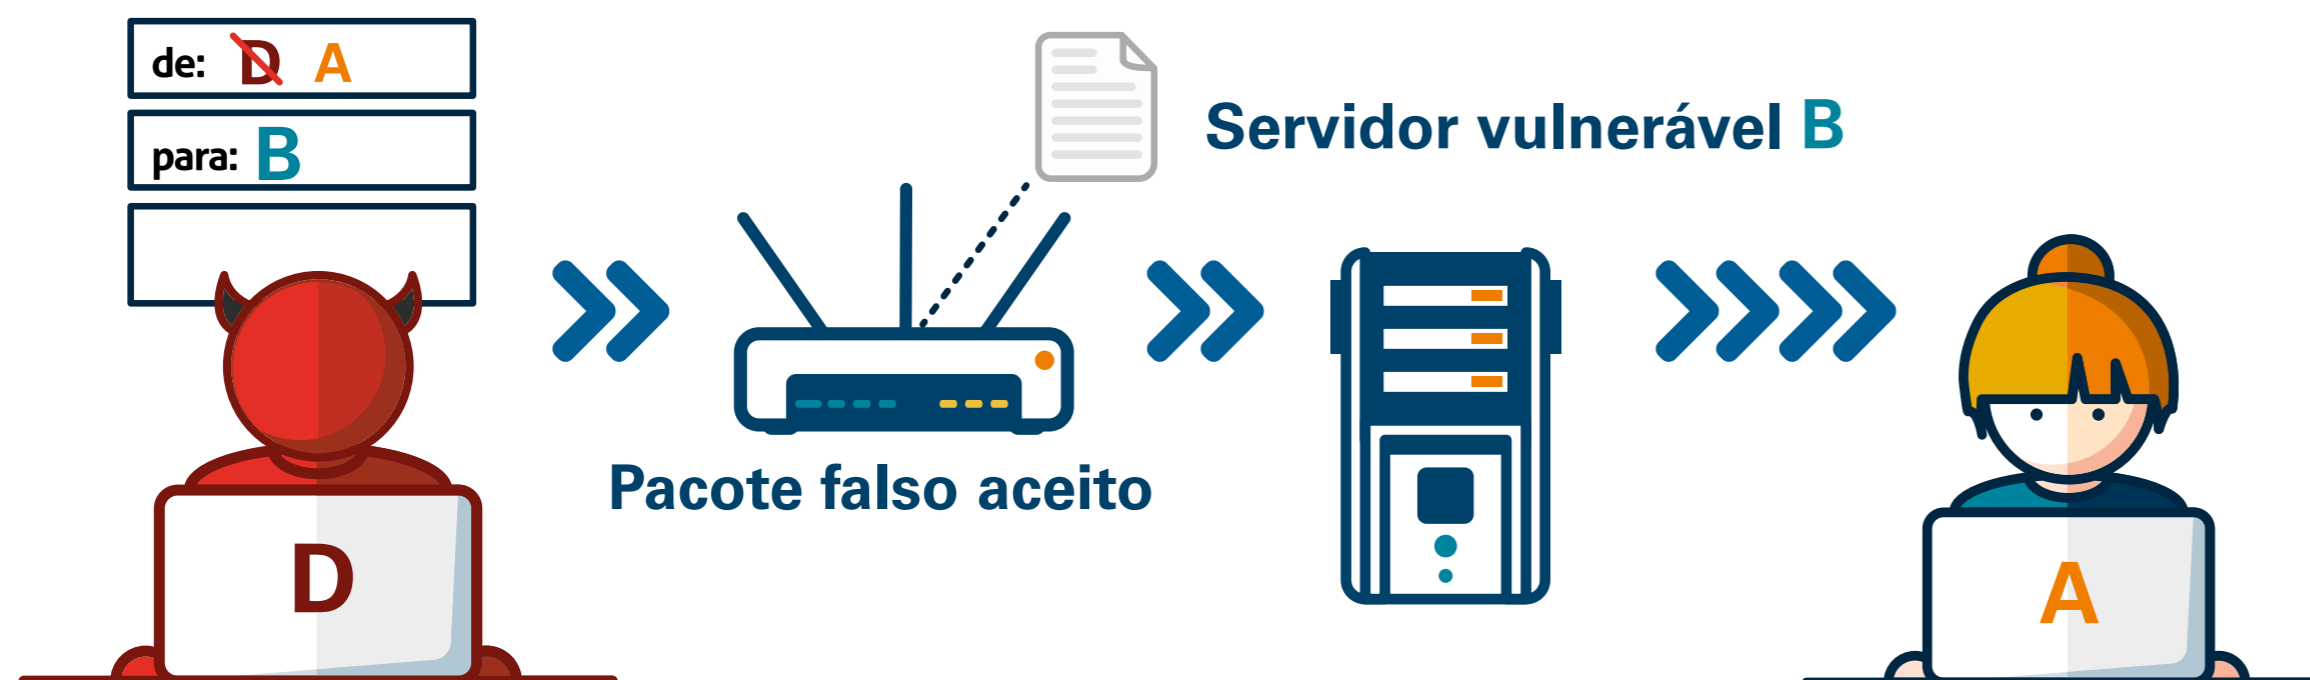 de: D A
para: B
Servidor vulnerável B
Pacote falso aceito
D
A